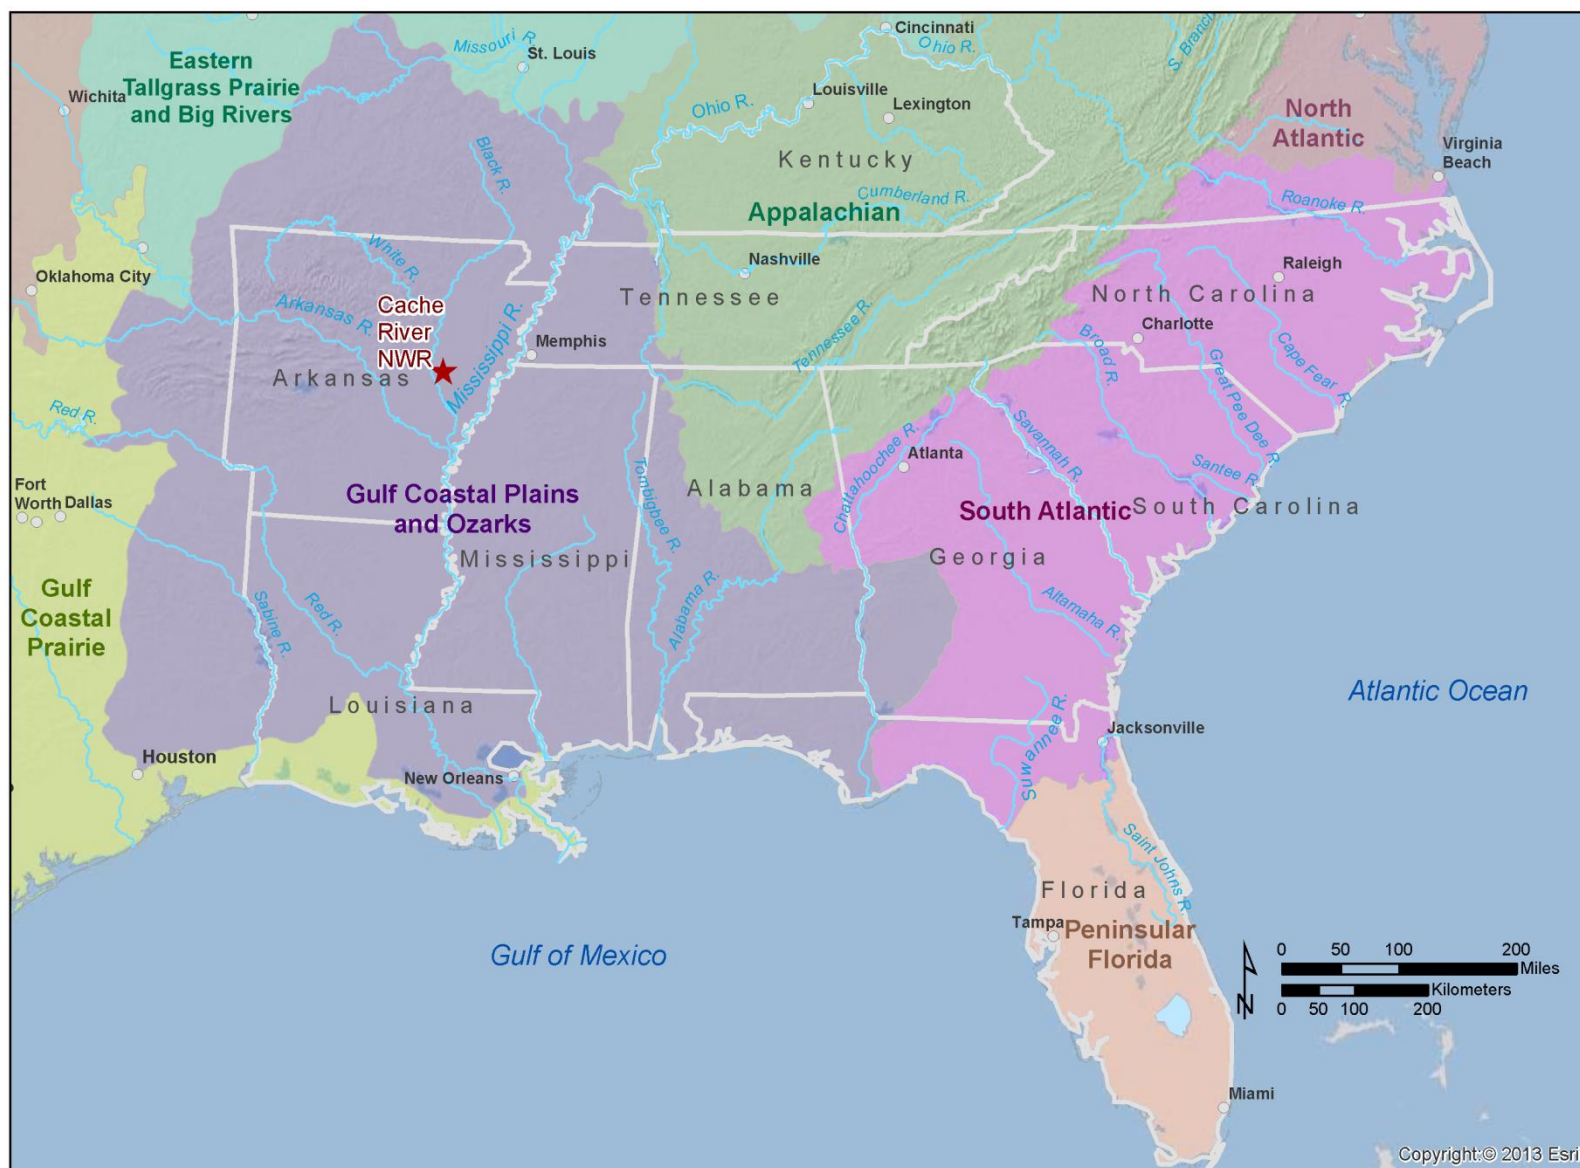 Cincinnati
Ohio R.
S. Branch
Missouri R.
St. Louis
Eastern
Tallgrass Prairie
and Big Rivers
Wichita
Louisville
Lexington
Ohio R.
North
Atlantic
Virginia
Beach
Black R.
Kentucky
Cumberland R.
Appalachian
Roanoke R.
White R.
Nashville
Raleigh
Oklahoma City
Tennessee
North Carolina
Arkansas R.
Cache
River
NWR
Mississippi R.
Memphis
Tennessee R.
Charlotte
Broad R.
Great Pee Dee R.
Cape Fear R.
Arkansas
Red R.
Chattahoochee R.
Savannah R.
Atlanta
Santee R.
Fort
Worth
Dallas
Gulf Coastal Plains
and Ozarks
Tombigbee R.
Alabama
South Atlantic
South Carolina
Mississippi
Georgia
Gulf
Coastal
Prairie
Sabine R.
Red R.
Alabama R.
Altamaha R.
Louisiana
Suwannee R.
Atlantic Ocean
Jacksonville
Houston
New Orleans
Saint Johns R.
Florida
Tampa
Peninsular
Florida
Gulf of Mexico
0 50 100 200
Miles
Kilometers
0 50 100 200
N
Miami
Copyright:© 2013 Esri